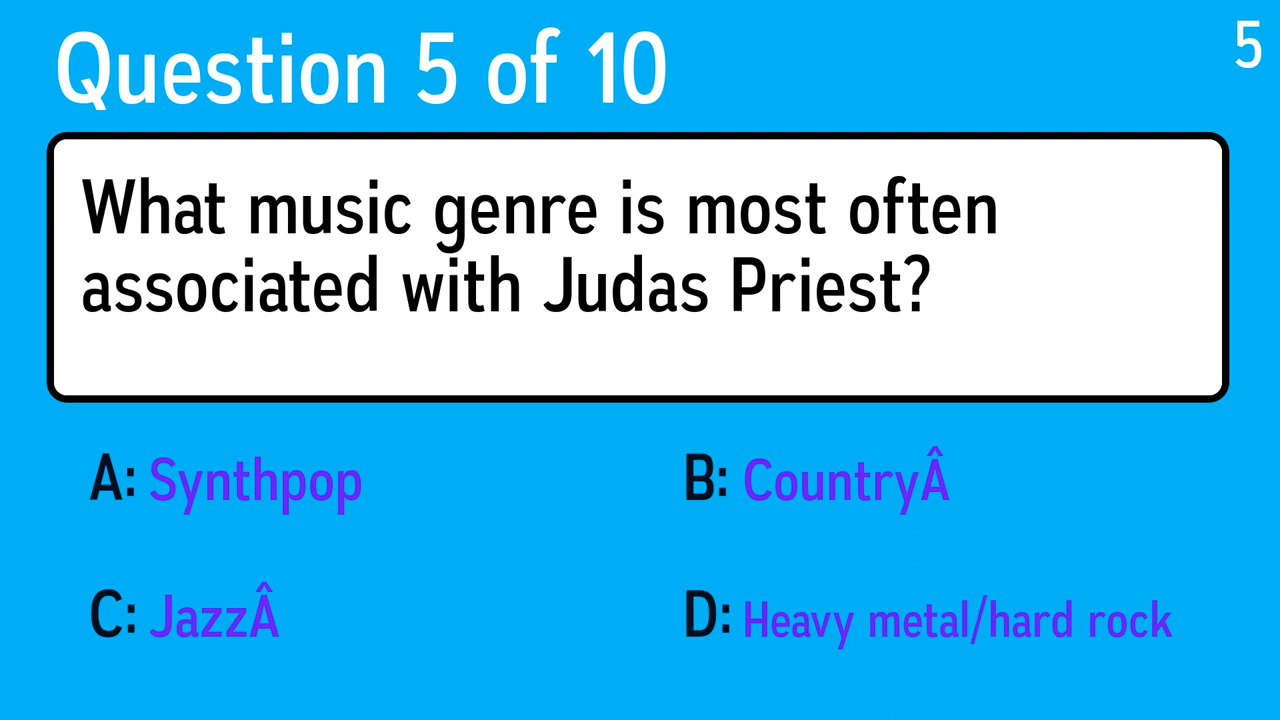 Question 5 of 10
5
What music genre is most often
associated with Judas Priest?
A: Synthpop
B: CountryÂ
C: JazzÂ
D: Heavy metal/hard rock